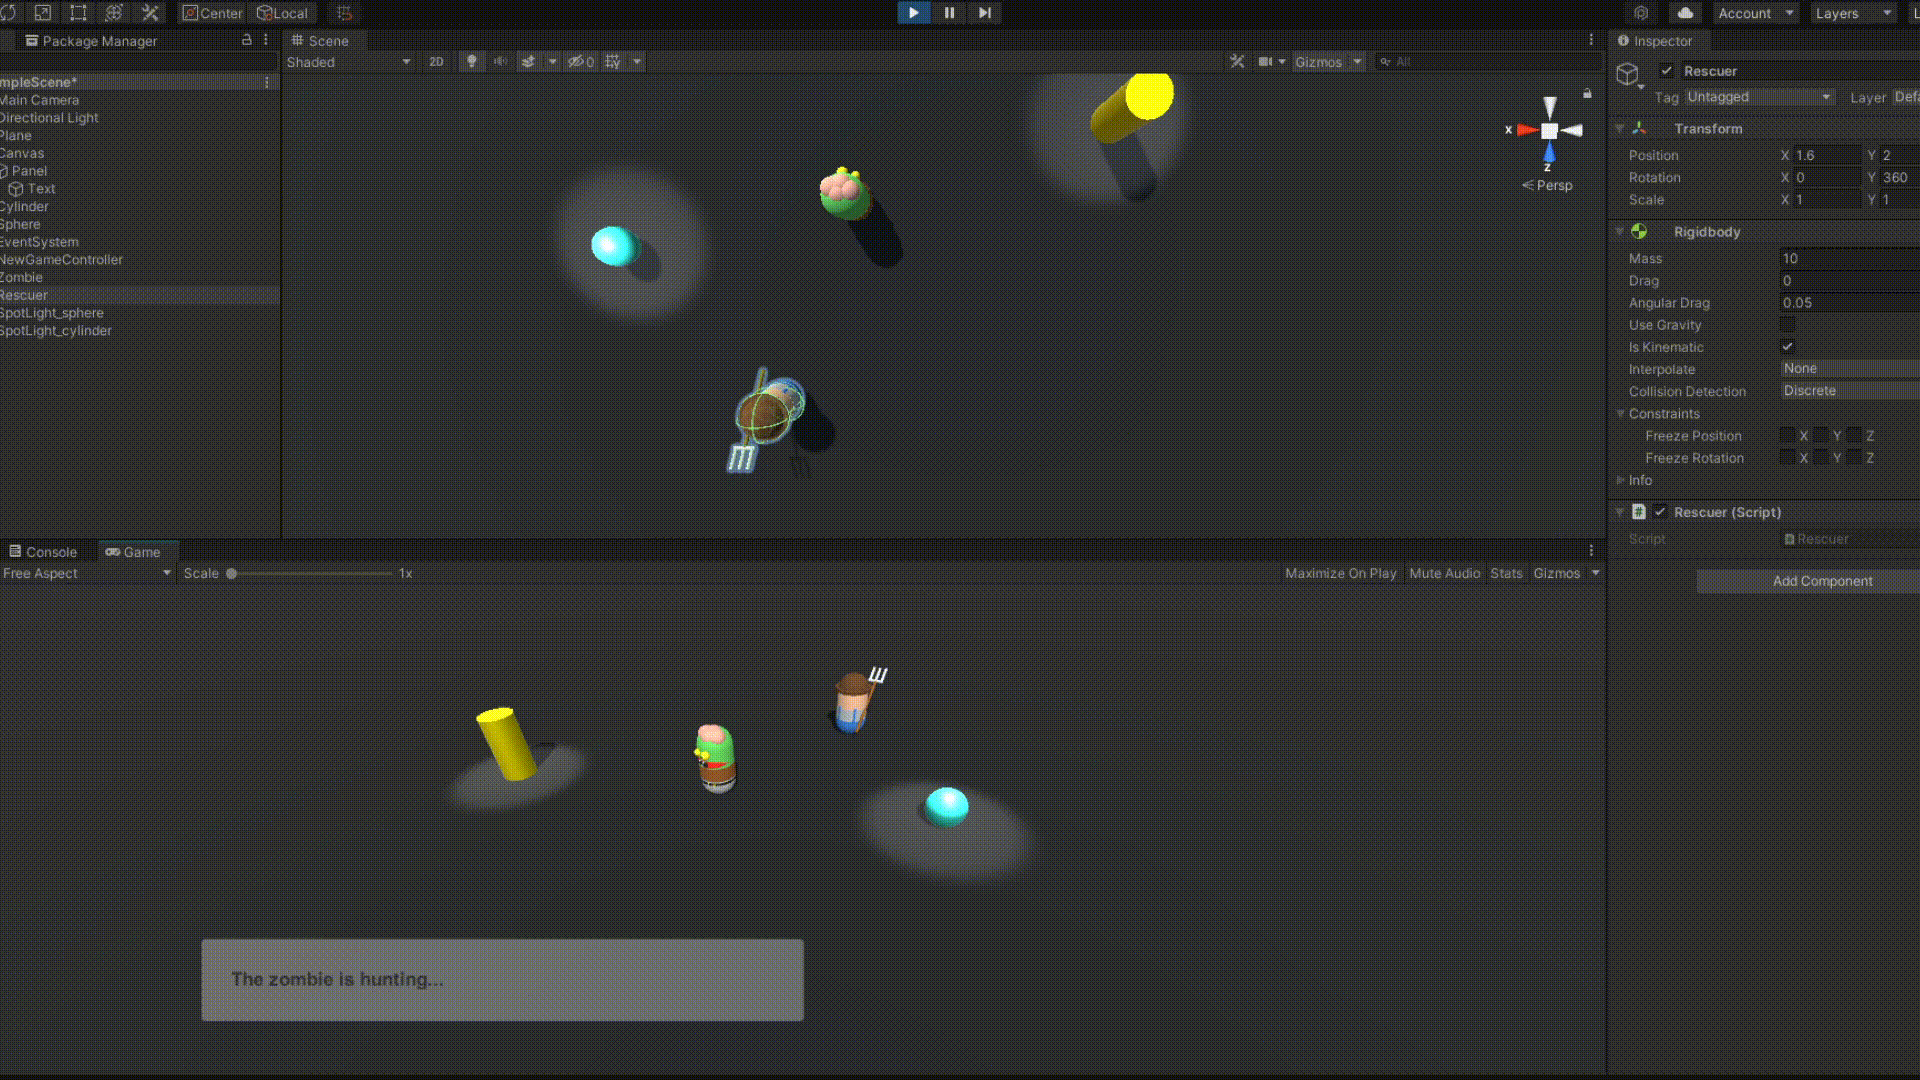 Center Local
Account Layers
Package Manager
mpleScene*
Main Camera
Directional Light
Plane
Canvas
Panel
Text
Cylinder
Sphere
EventSystem
NewGameController
Zombie
Rescuer
SpotLight_sphere
SpotLight_cylinder
Scene
Shaded 2D 0 Gizmos All
x
z
Persp
Inspector
Rescuer
Tag Untagged Layer Defa
Transform
Position X 1.6 Y 2
Rotation X 0 Y 360
Scale X 1 Y 1
Rigidbody
Mass 10
Drag 0
Angular Drag 0.05
Use Gravity
Is Kinematic
Interpolate None
Collision Detection Discrete
Constraints
Freeze Position X Y Z
Freeze Rotation X Y Z
Info
Rescuer (Script)
Script Rescuer
Add Component
Console Game
Free Aspect Scale 1x Maximize On Play Mute Audio Stats Gizmos
The zombie is hunting...